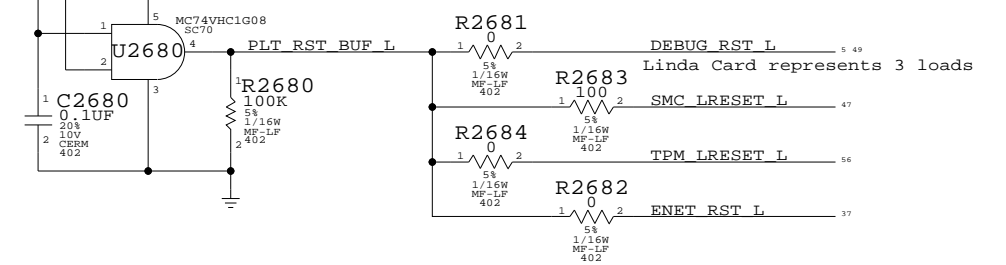 5
MC74VHC1G08
SC70
1
U2680
4
2
3
PLT_RST_BUF_L
1
R2680
100K
5%
1/16W
MF-LF
402
2
1
C2680
0.1UF
20%
10V
CERM
402
2
R2681
0
1
2
5%
1/16W
MF-LF
402
DEBUG_RST_L
5 49
Linda Card represents 3 loads
R2683
100
1
2
5%
1/16W
MF-LF
402
SMC_LRESET_L
47
R2684
0
1
2
5%
1/16W
MF-LF
402
TPM_LRESET_L
56
R2682
0
1
2
5%
1/16W
MF-LF
402
ENET_RST_L
37